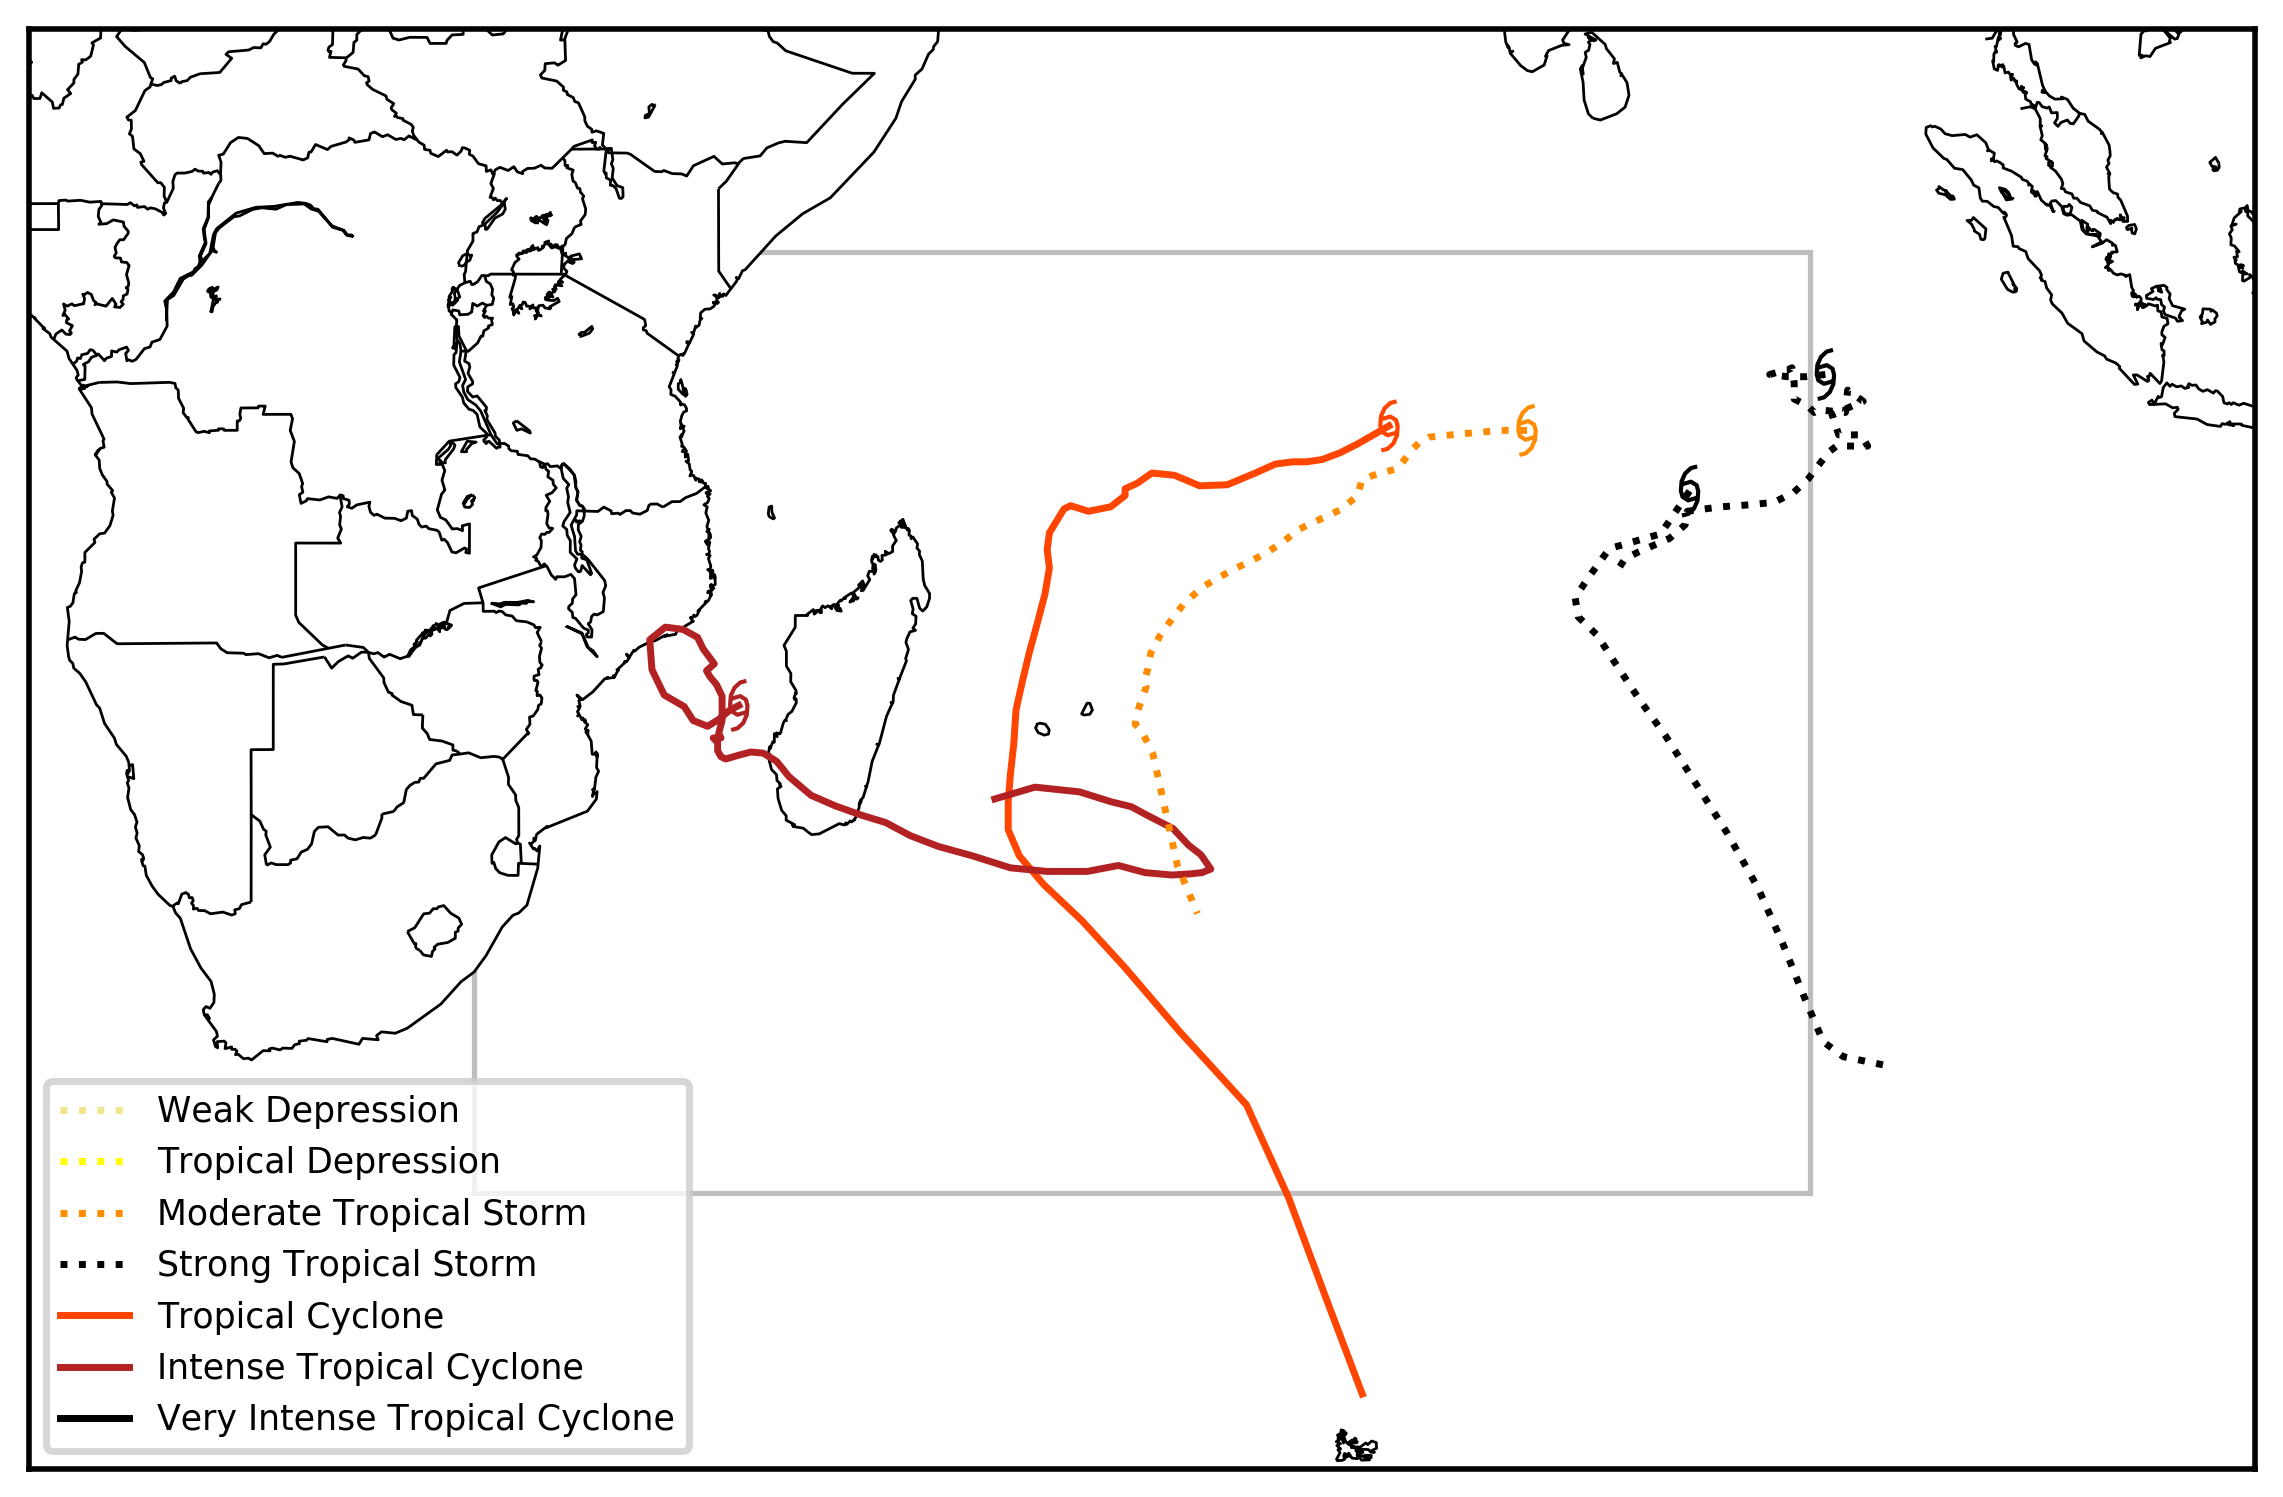 Weak Depression
Tropical Depression
Moderate Tropical Storm
Strong Tropical Storm
Tropical Cyclone
Intense Tropical Cyclone
Very Intense Tropical Cyclone